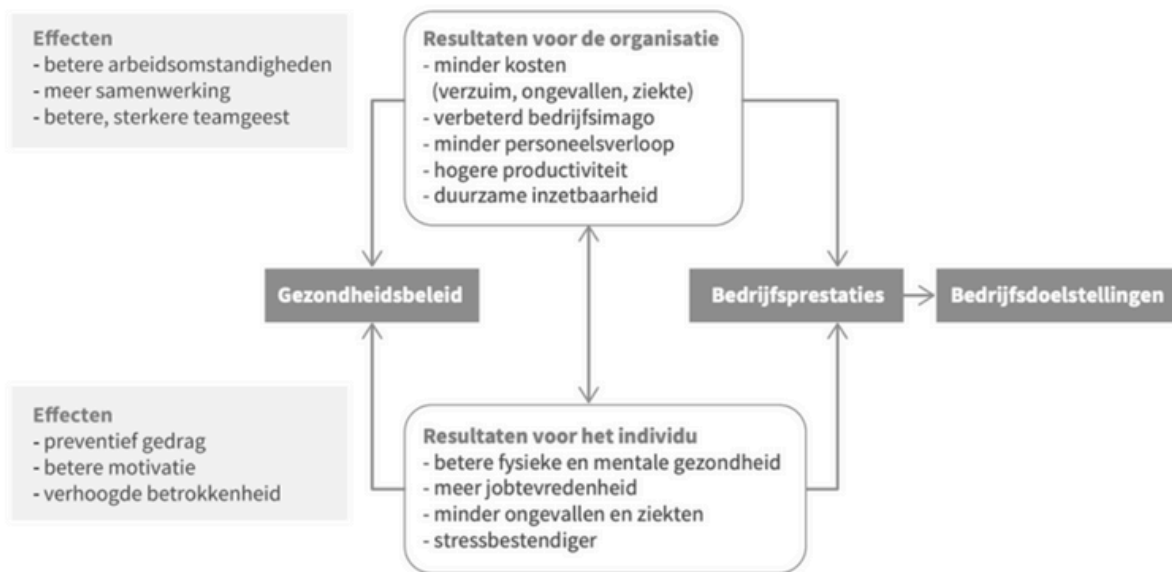 Effecten
- betere arbeidsomstandigheden
- meer samenwerking
- betere, sterkere teamgeest
Resultaten voor de organisatie
- minder kosten
(verzuim, ongevallen, ziekte)
- verbeterd bedrijfsimago
- minder personeelsverloop
- hogere productiviteit
- duurzame inzetbaarheid
Gezondheidsbeleid
Bedrijfsprestaties
Bedrijfsdoelstellingen
Effecten
- preventief gedrag
- betere motivatie
- verhoogde betrokkenheid
Resultaten voor het individu
- betere fysieke en mentale gezondheid
- meer jobtevredenheid
- minder ongevallen en ziekten
- stressbestendiger